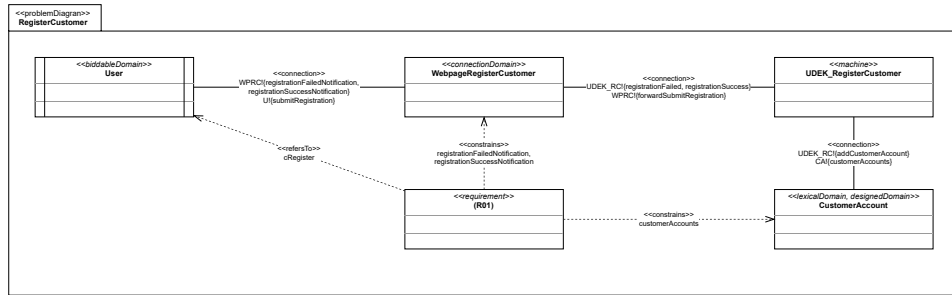 <<problemDiagran>>
RegisterCustomer
<<biddableDomain>>
User
<<connection>>
WPRC!{registrationFailedNotification,
registrationSuccessNotification}
U!{submitRegistration}
<<connectionDomain>>
WebpageRegisterCustomer
<<connection>>
UDEK_RC!{registrationFailed, registrationSuccess}
WPRC!{forwardSubmitRegistration}
<<machine>>
UDEK_RegisterCustomer
<<refersTo>>
cRegister
<<constrains>>
registrationFailedNotification,
registrationSuccessNotification
<<connection>>
UDEK_RC!{addCustomerAccount}
CA!{customerAccounts}
<<requirement>>
(R01)
<<constrains>>
customerAccounts
<<lexicalDomain, designedDomain>>
CustomerAccount